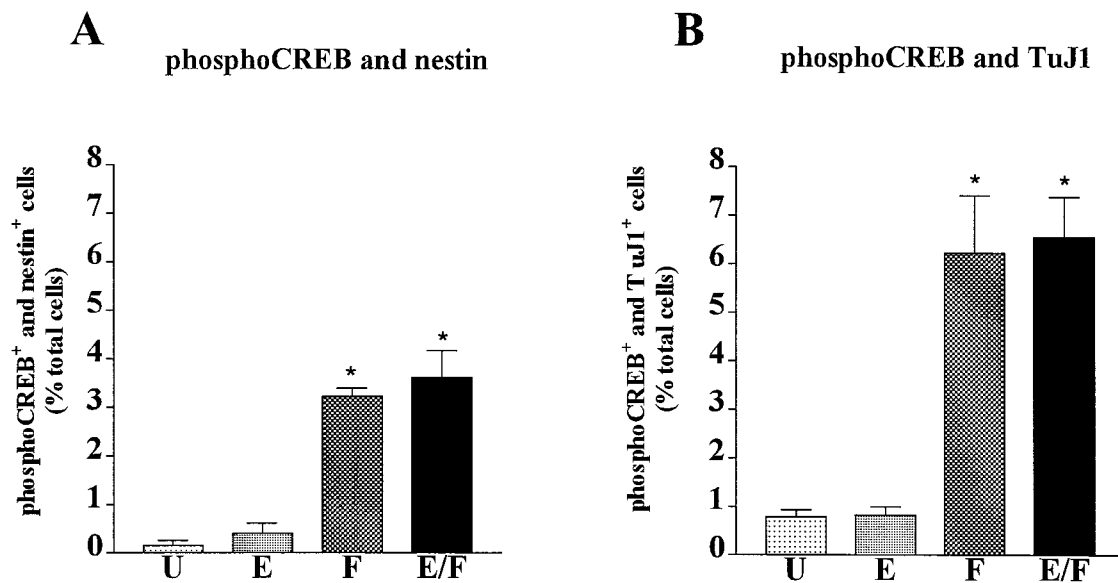 A
phosphoCREB and nestin
phosphoCREB⁺ and nestin⁺ cells
(% total cells)
8
7
6
5
4
3
2
1
0
*
*
U E F E/F
B
phosphoCREB and TuJ1
phosphoCREB⁺ and TuJ1⁺ cells
(% total cells)
8
7
6
5
4
3
2
1
0
*
*
U E F E/F